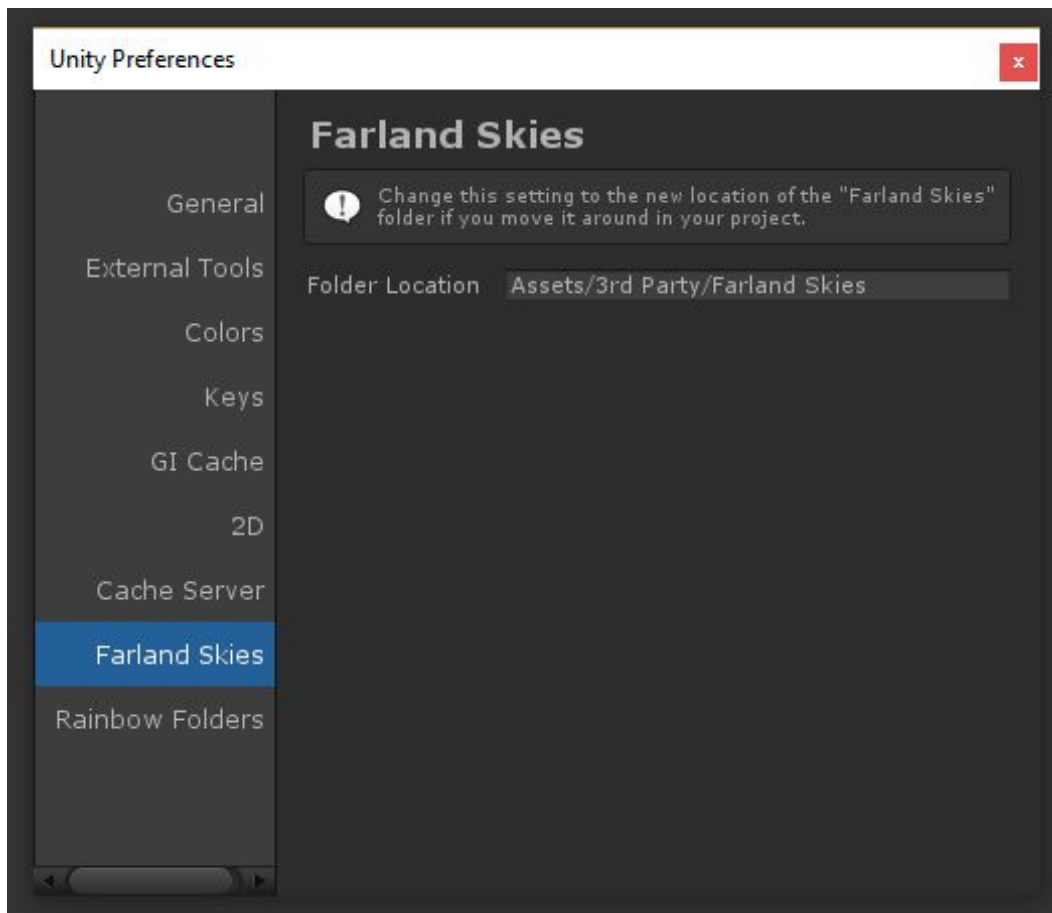 Unity Preferences
x
General
External Tools
Colors
Keys
GI Cache
2D
Cache Server
Farland Skies
Rainbow Folders
Farland Skies
Change this setting to the new location of the "Farland Skies"
folder if you move it around in your project.
Folder Location Assets/3rd Party/Farland Skies